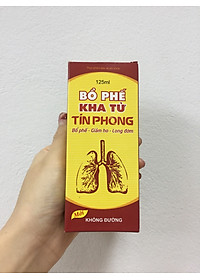 125ml
BỔ PHẾ
KHA TỬ
TÍN PHONG
Bổ phế - Giảm ho - Long đờm
Mới
KHÔNG ĐƯỜNG